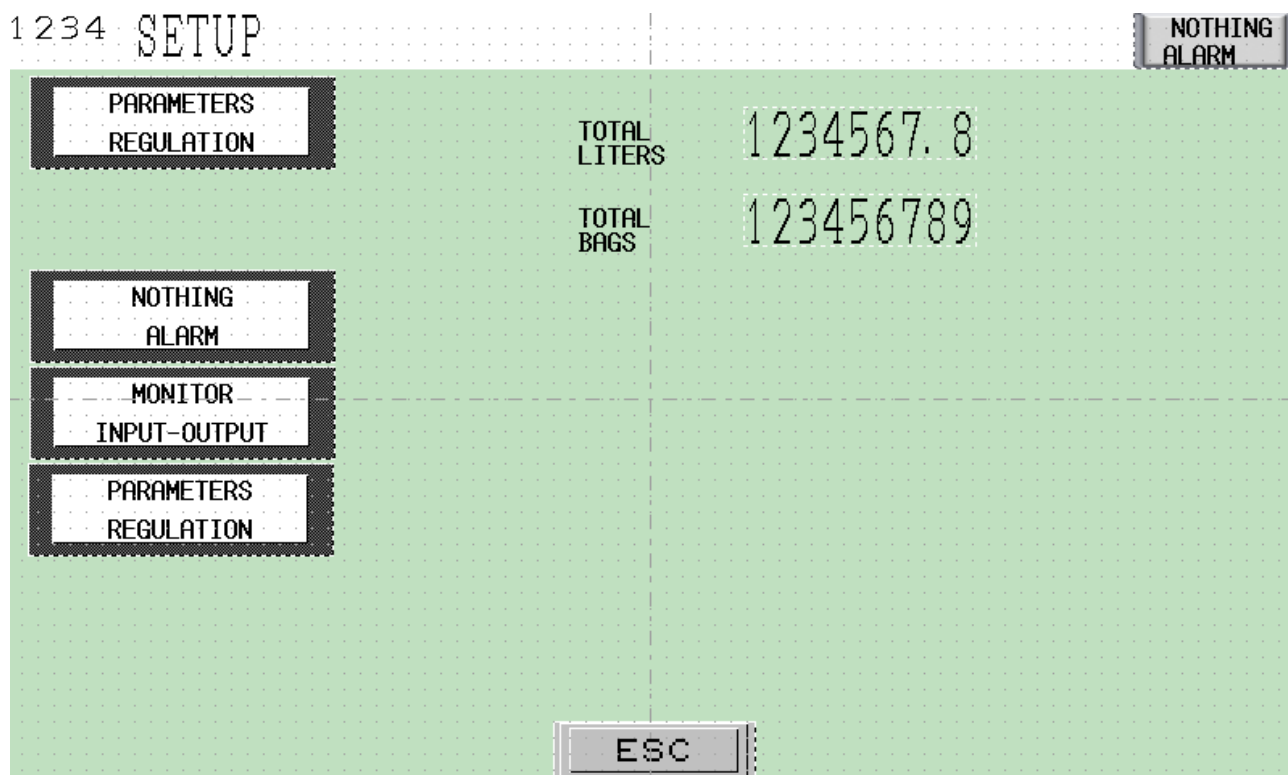 1234 SETUP
NOTHING
ALARM
PARAMETERS
REGULATION
TOTAL
LITERS
1234567.8
TOTAL
BAGS
123456789
NOTHING
ALARM
MONITOR
INPUT-OUTPUT
PARAMETERS
REGULATION
ESC